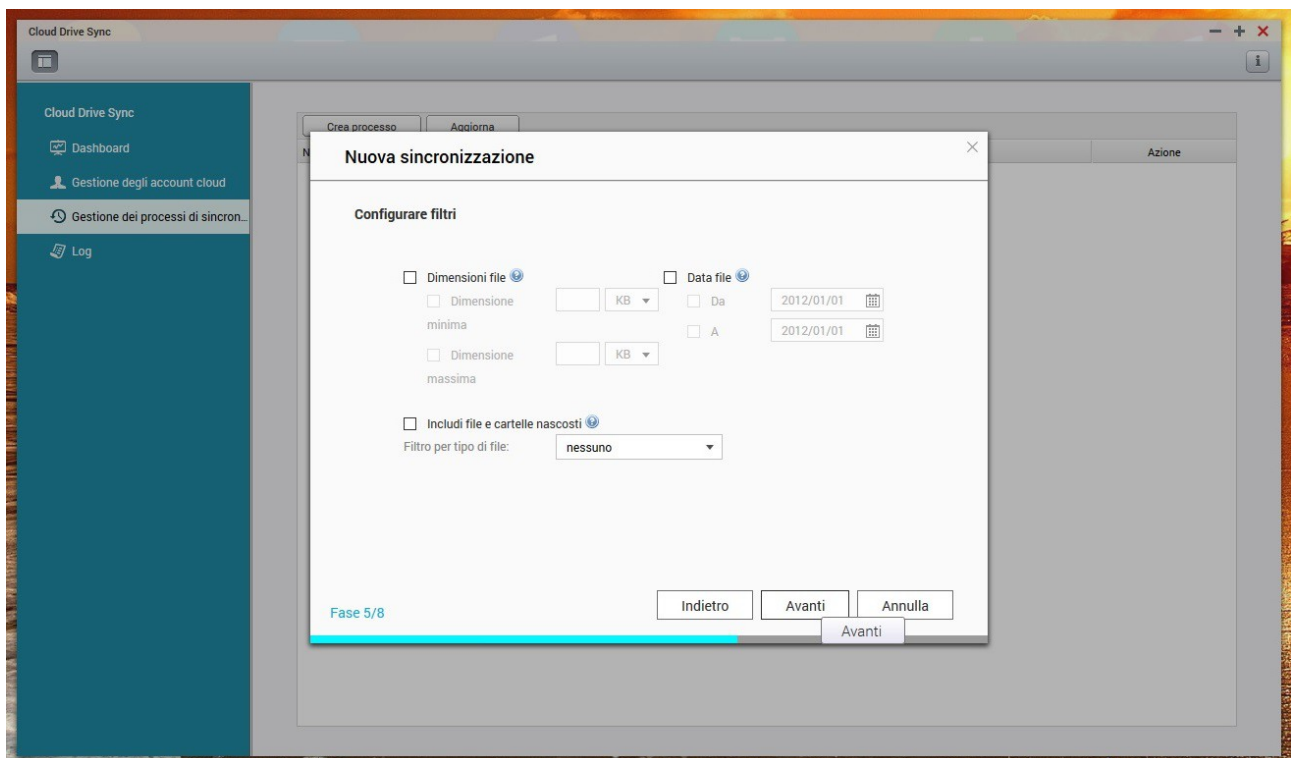 Cloud Drive Sync
Cloud Drive Sync
Dashboard
Gestione degli account cloud
Gestione dei processi di sincron...
Log
Crea processo
Aggiorna
N
Azione
Nuova sincronizzazione
Configurare filtri
Dimensioni file
Data file
Dimensione minima
KB
Da
2012/01/01
A
2012/01/01
Dimensione massima
KB
Includi file e cartelle nascosti
Filtro per tipo di file:
nessuno
Fase 5/8
Indietro
Avanti
Annulla
Avanti